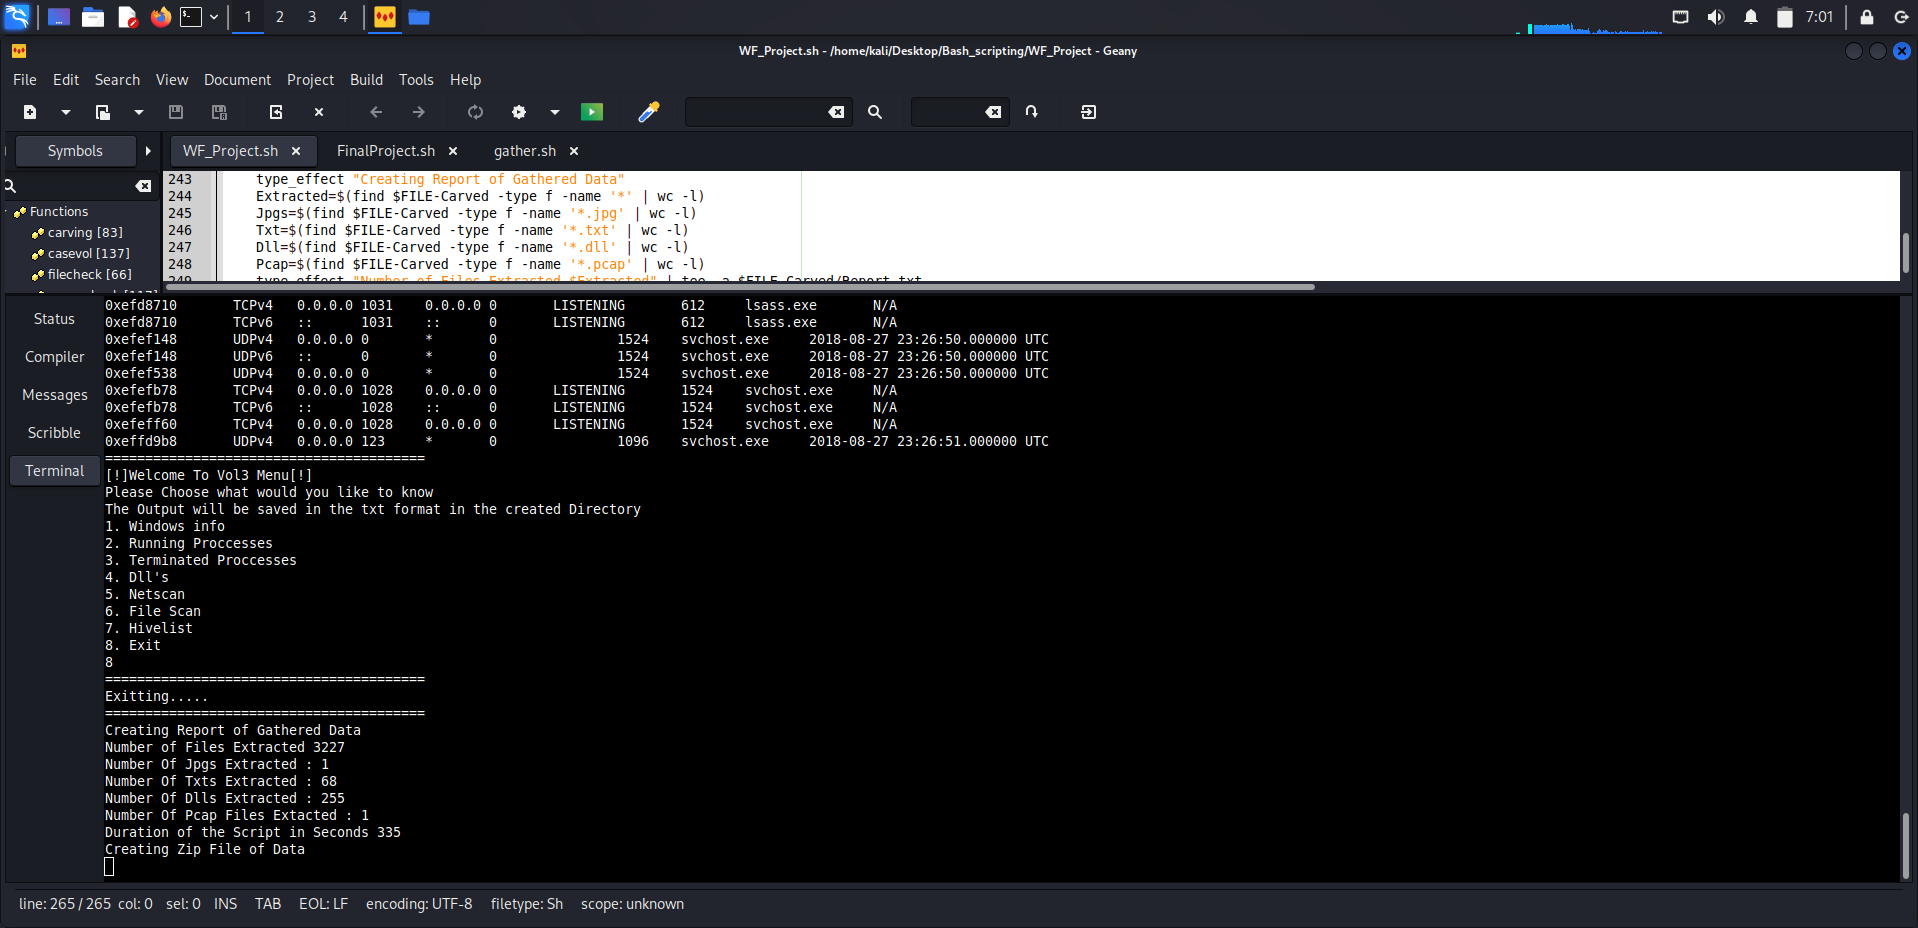 1 2 3 4 7:01
WF_Project.sh - /home/kali/Desktop/Bash_scripting/WF_Project - Geany
File Edit Search View Document Project Build Tools Help
Symbols WF_Project.sh FinalProject.sh gather.sh
Functions
carving [83]
casevol [137]
filecheck [66]
243 type_effect "Creating Report of Gathered Data"
244 Extracted=$(find $FILE-Carved -type f -name '*' | wc -l)
245 Jpgs=$(find $FILE-Carved -type f -name '*.jpg' | wc -l)
246 Txt=$(find $FILE-Carved -type f -name '*.txt' | wc -l)
247 Dll=$(find $FILE-Carved -type f -name '*.dll' | wc -l)
248 Pcap=$(find $FILE-Carved -type f -name '*.pcap' | wc -l)
249 type_effect "Number of Files Extracted $Extracted" | tee -a $FILE-Carved/Report.txt
Status
Compiler
Messages
Scribble
Terminal
0xefd8710 TCPv4 0.0.0.0 1031 0.0.0.0 0 LISTENING 612 lsass.exe N/A
0xefd8710 TCPv6 :: 1031 :: 0 LISTENING 612 lsass.exe N/A
0xefef148 UDPv4 0.0.0.0 0 * 0 1524 svchost.exe 2018-08-27 23:26:50.000000 UTC
0xefef148 UDPv6 :: 0 * 0 1524 svchost.exe 2018-08-27 23:26:50.000000 UTC
0xefef538 UDPv4 0.0.0.0 0 * 0 1524 svchost.exe 2018-08-27 23:26:50.000000 UTC
0xefefb78 TCPv4 0.0.0.0 1028 0.0.0.0 0 LISTENING 1524 svchost.exe N/A
0xefefb78 TCPv6 :: 1028 :: 0 LISTENING 1524 svchost.exe N/A
0xefeff60 TCPv4 0.0.0.0 1028 0.0.0.0 0 LISTENING 1524 svchost.exe N/A
0xeffd9b8 UDPv4 0.0.0.0 123 * 0 1096 svchost.exe 2018-08-27 23:26:51.000000 UTC
========================================
[!]Welcome To Vol3 Menu[!]
Please Choose what would you like to know
The Output will be saved in the txt format in the created Directory
1. Windows info
2. Running Proccesses
3. Terminated Proccesses
4. Dll's
5. Netscan
6. File Scan
7. Hivelist
8. Exit
8
========================================
Exitting.....
========================================
Creating Report of Gathered Data
Number of Files Extracted 3227
Number Of Jpgs Extracted : 1
Number Of Txts Extracted : 68
Number Of Dlls Extracted : 255
Number Of Pcap Files Extacted : 1
Duration of the Script in Seconds 335
Creating Zip File of Data
line: 265 / 265 col: 0 sel: 0 INS TAB EOL: LF encoding: UTF-8 filetype: Sh scope: unknown